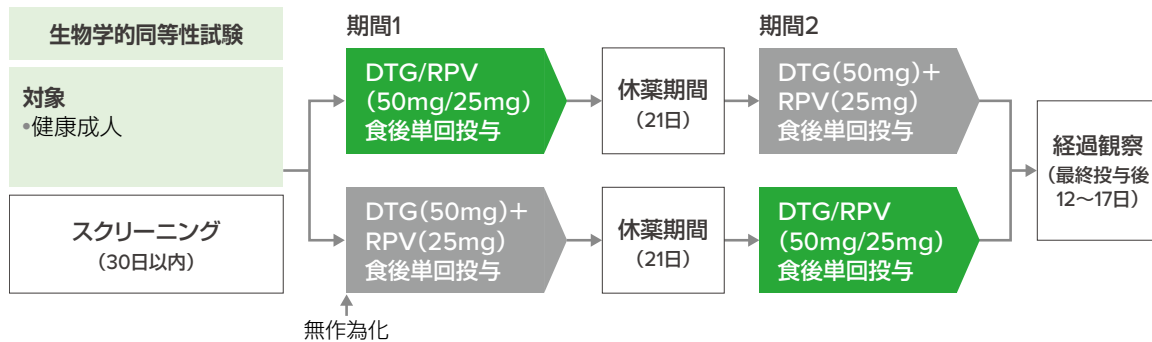 生物学的同等性試験
対象
•健康成人
スクリーニング
（30日以内）
期間1
DTG/RPV
(50mg/25mg)
食後単回投与
休薬期間
（21日）
期間2
DTG(50mg)＋
RPV(25mg)
食後単回投与
DTG(50mg)＋
RPV(25mg)
食後単回投与
休薬期間
（21日）
DTG/RPV
(50mg/25mg)
食後単回投与
経過観察
（最終投与後
12～17日）
無作為化